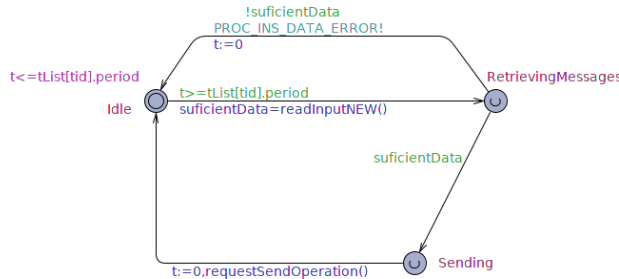 !suficientData
PROC_INS_DATA_ERROR!
t:=0
t<=tList[tid].period
RetrievingMessages
t>=tList[tid].period
Idle
suficientData=readInputNEW()
suficientData
Sending
t:=0,requestSendOperation()